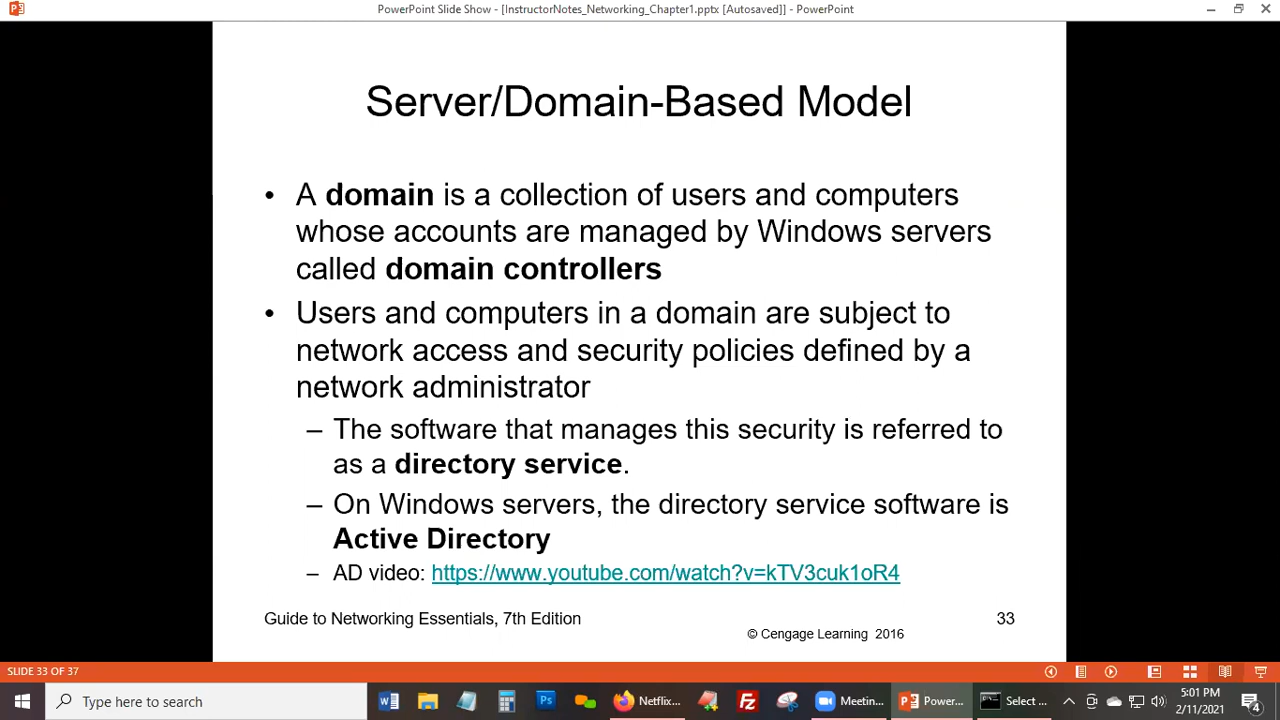 PowerPoint Slide Show - [InstructorNotes_Networking_Chapter1.pptx [Autosaved]] - PowerPoint
Server/Domain-Based Model
• A domain is a collection of users and computers
whose accounts are managed by Windows servers
called domain controllers
• Users and computers in a domain are subject to
network access and security policies defined by a
network administrator
– The software that manages this security is referred to
as a directory service.
– On Windows servers, the directory service software is
Active Directory
– AD video: https://www.youtube.com/watch?v=kTV3cuk1oR4
Guide to Networking Essentials, 7th Edition
33
© Cengage Learning 2016
SLIDE 33 OF 37
Type here to search
Netflix...
Meetin...
Power...
Select ...
5:01 PM
2/11/2021
4